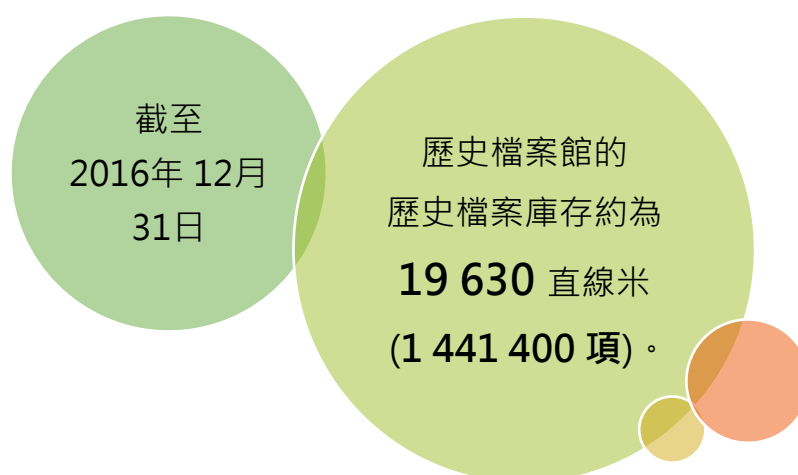 截至
2016年 12月
31日
歷史檔案館的
歷史檔案庫存約為
19 630 直線米
(1 441 400 項)。